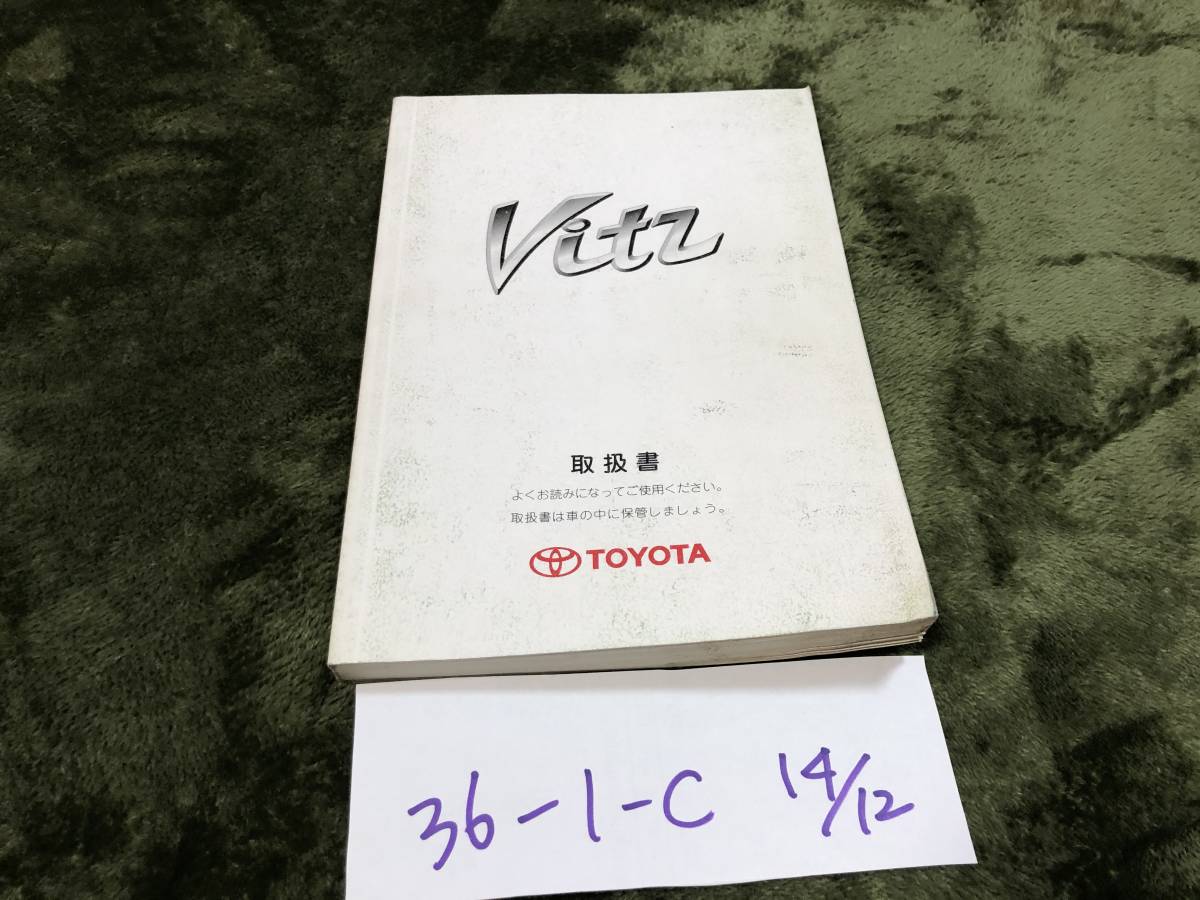 Vitz
取扱書
よくお読みになってご使用ください。
取扱書は車の中に保管しましょう。
TOYOTA
36-1-C 14/12